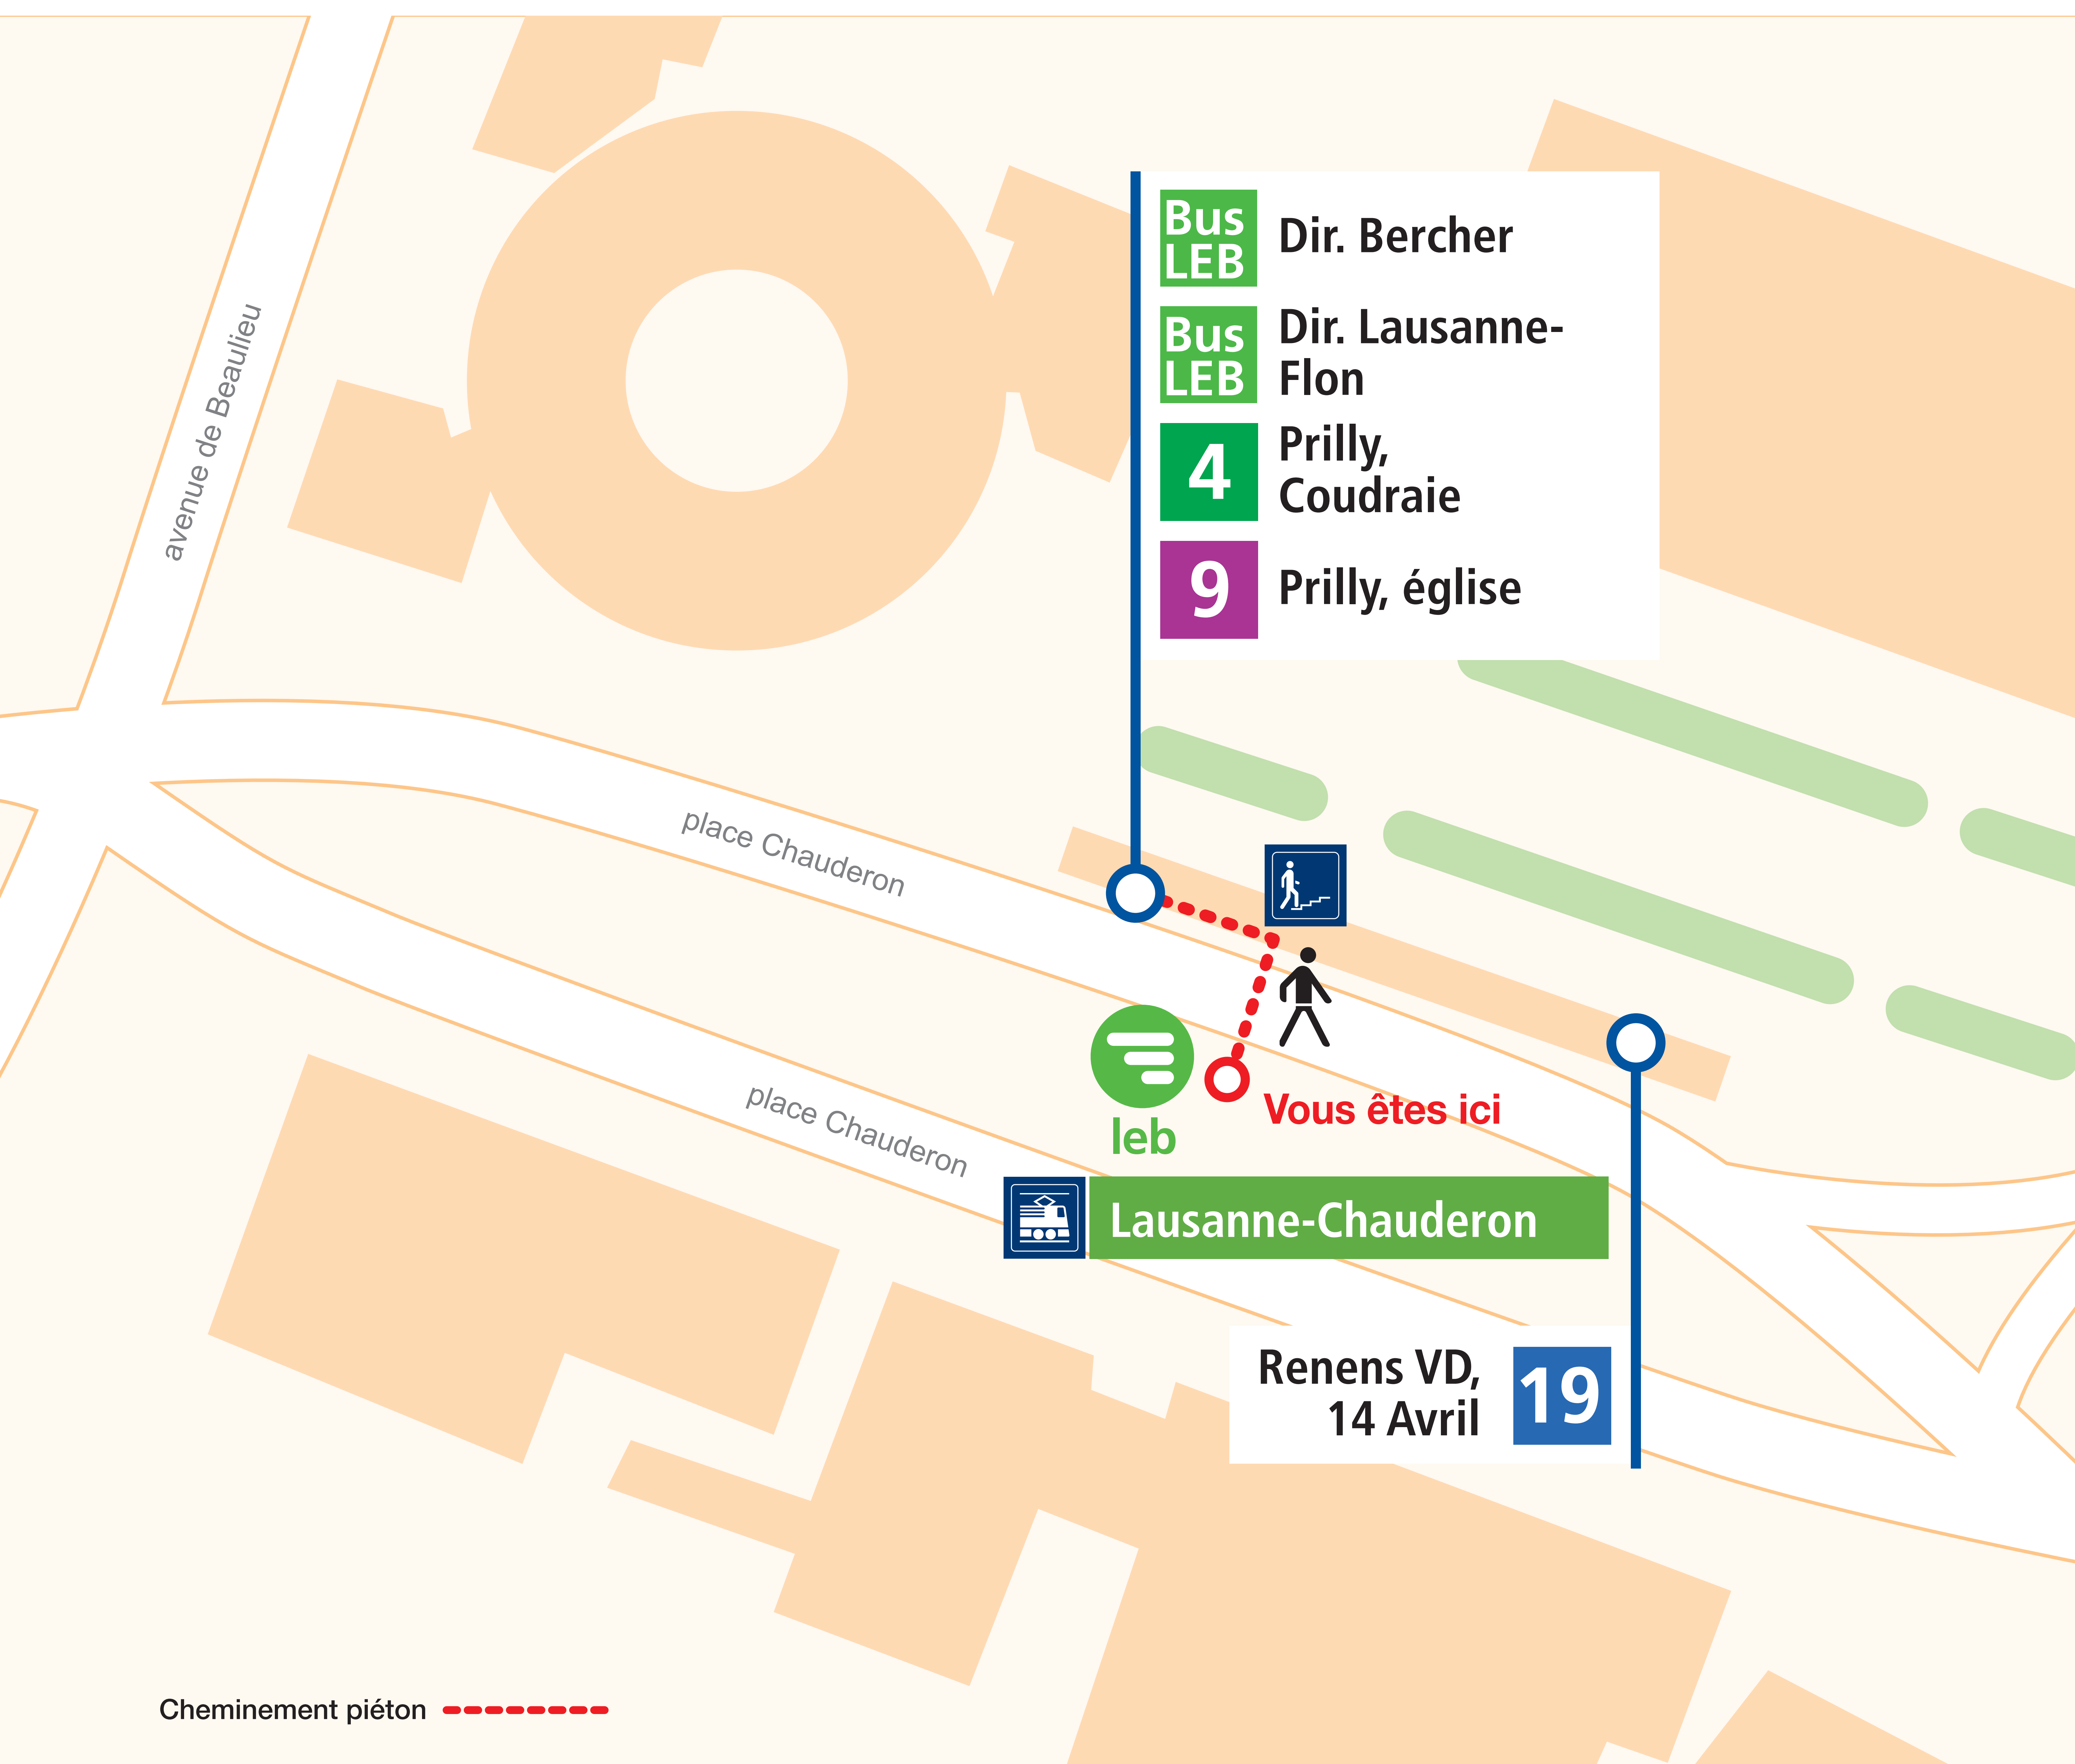 Bus
LEB
Dir. Bercher
Bus
LEB
Dir. Lausanne-
Flon
4
Prilly,
Coudraie
9
Prilly, église
avenue de Beaulieu
place Chauderon
leb
Vous êtes ici
place Chauderon
Lausanne-Chauderon
Renens VD,
14 Avril
19
Cheminement piéton